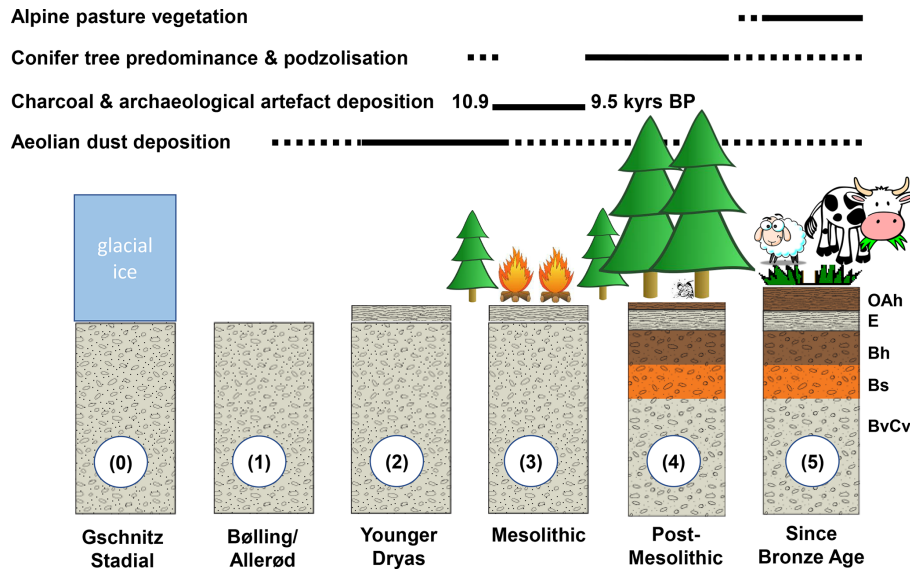 Alpine pasture vegetation
Conifer tree predominance & podzolisation
Charcoal & archaeological artefact deposition 10.9 9.5 kyrs BP
Aeolian dust deposition
glacial
ice
OAh
E
Bh
Bs
BvCv
(0) (1) (2) (3) (4) (5)
Gschnitz Bølling/ Younger Mesolithic Post- Since
Stadial Allerød Dryas Mesolithic Bronze Age